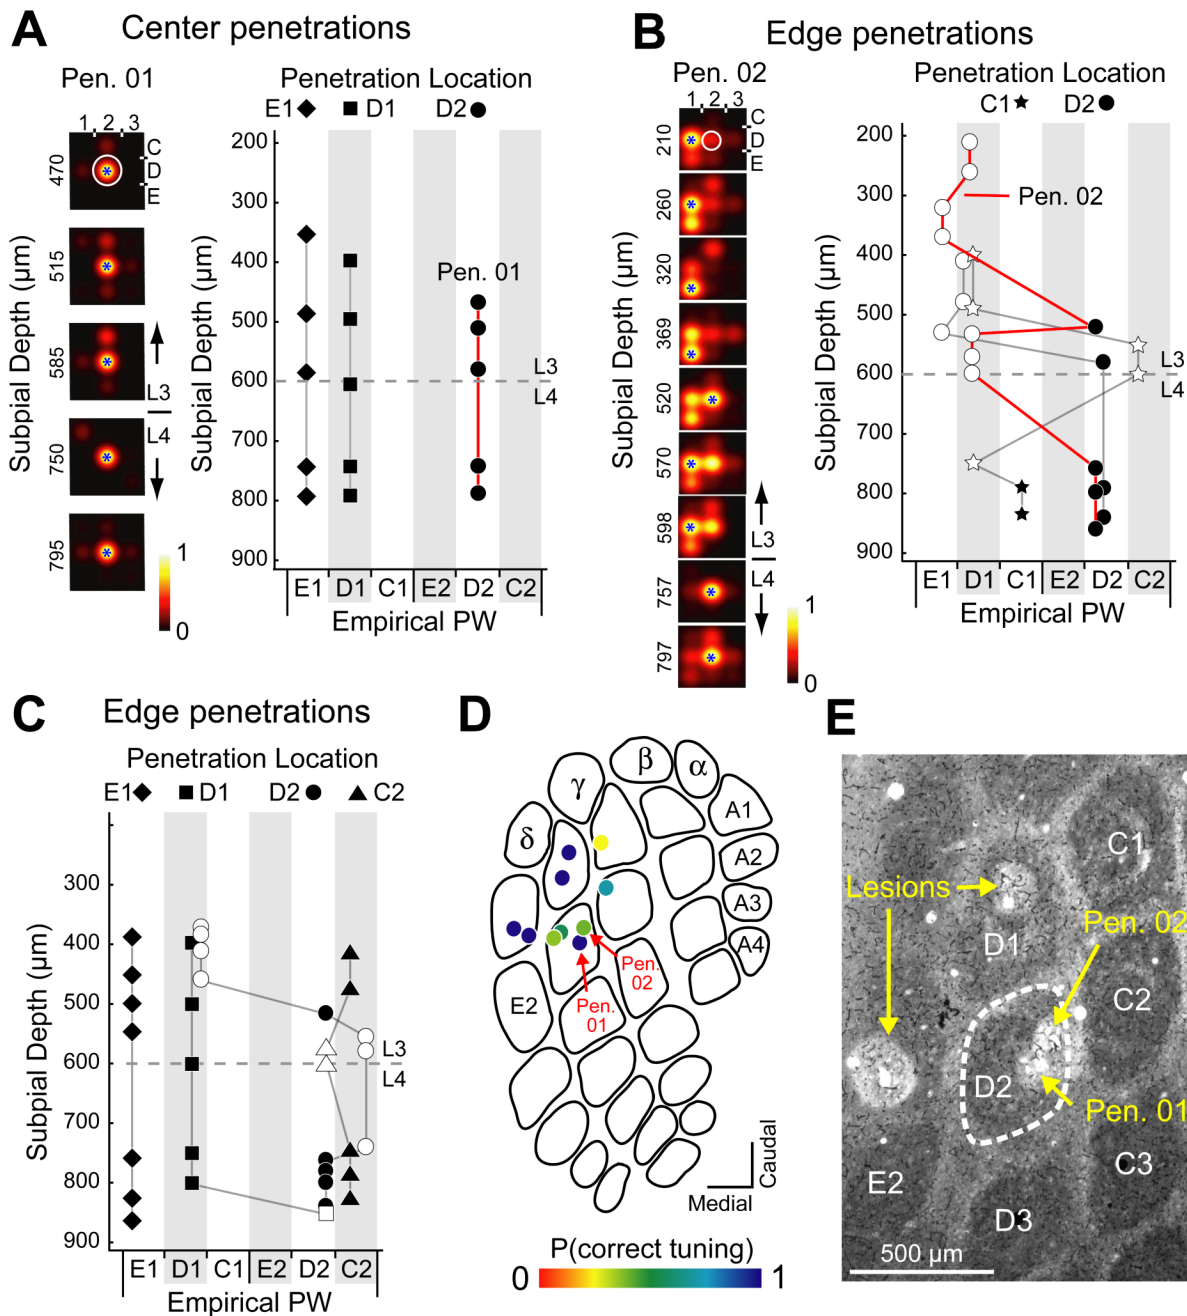 A Center penetrations
Pen. 01
1 2 3
C
D
E
470
515
585
750
795
Subpial Depth (µm)
L3
L4
1
0
Penetration Location
E1 D1 D2
200
300
400
500
600
700
800
900
Subpial Depth (µm)
Pen. 01
L3
L4
E1 D1 C1 E2 D2 C2
Empirical PW
B Edge penetrations
Pen. 02
1 2 3
C
D
E
210
260
320
369
520
570
598
757
797
Subpial Depth (µm)
L3
L4
1
0
Penetration Location
C1 D2
200
300
400
500
600
700
800
900
Subpial Depth (µm)
Pen. 02
L3
L4
E1 D1 C1 E2 D2 C2
Empirical PW
C Edge penetrations
Penetration Location
E1 D1 D2 C2
300
400
500
600
700
800
900
Subpial Depth (µm)
L3
L4
E1 D1 C1 E2 D2 C2
Empirical PW
D
β α
γ
δ
A1
A2
A3
A4
E2
Pen.
02
Pen.
01
Caudal
Medial
P(correct tuning)
0 1
E
C1
Lesions
Pen. 02
D1
C2
D2
Pen. 01
E2
C3
D3
500 µm